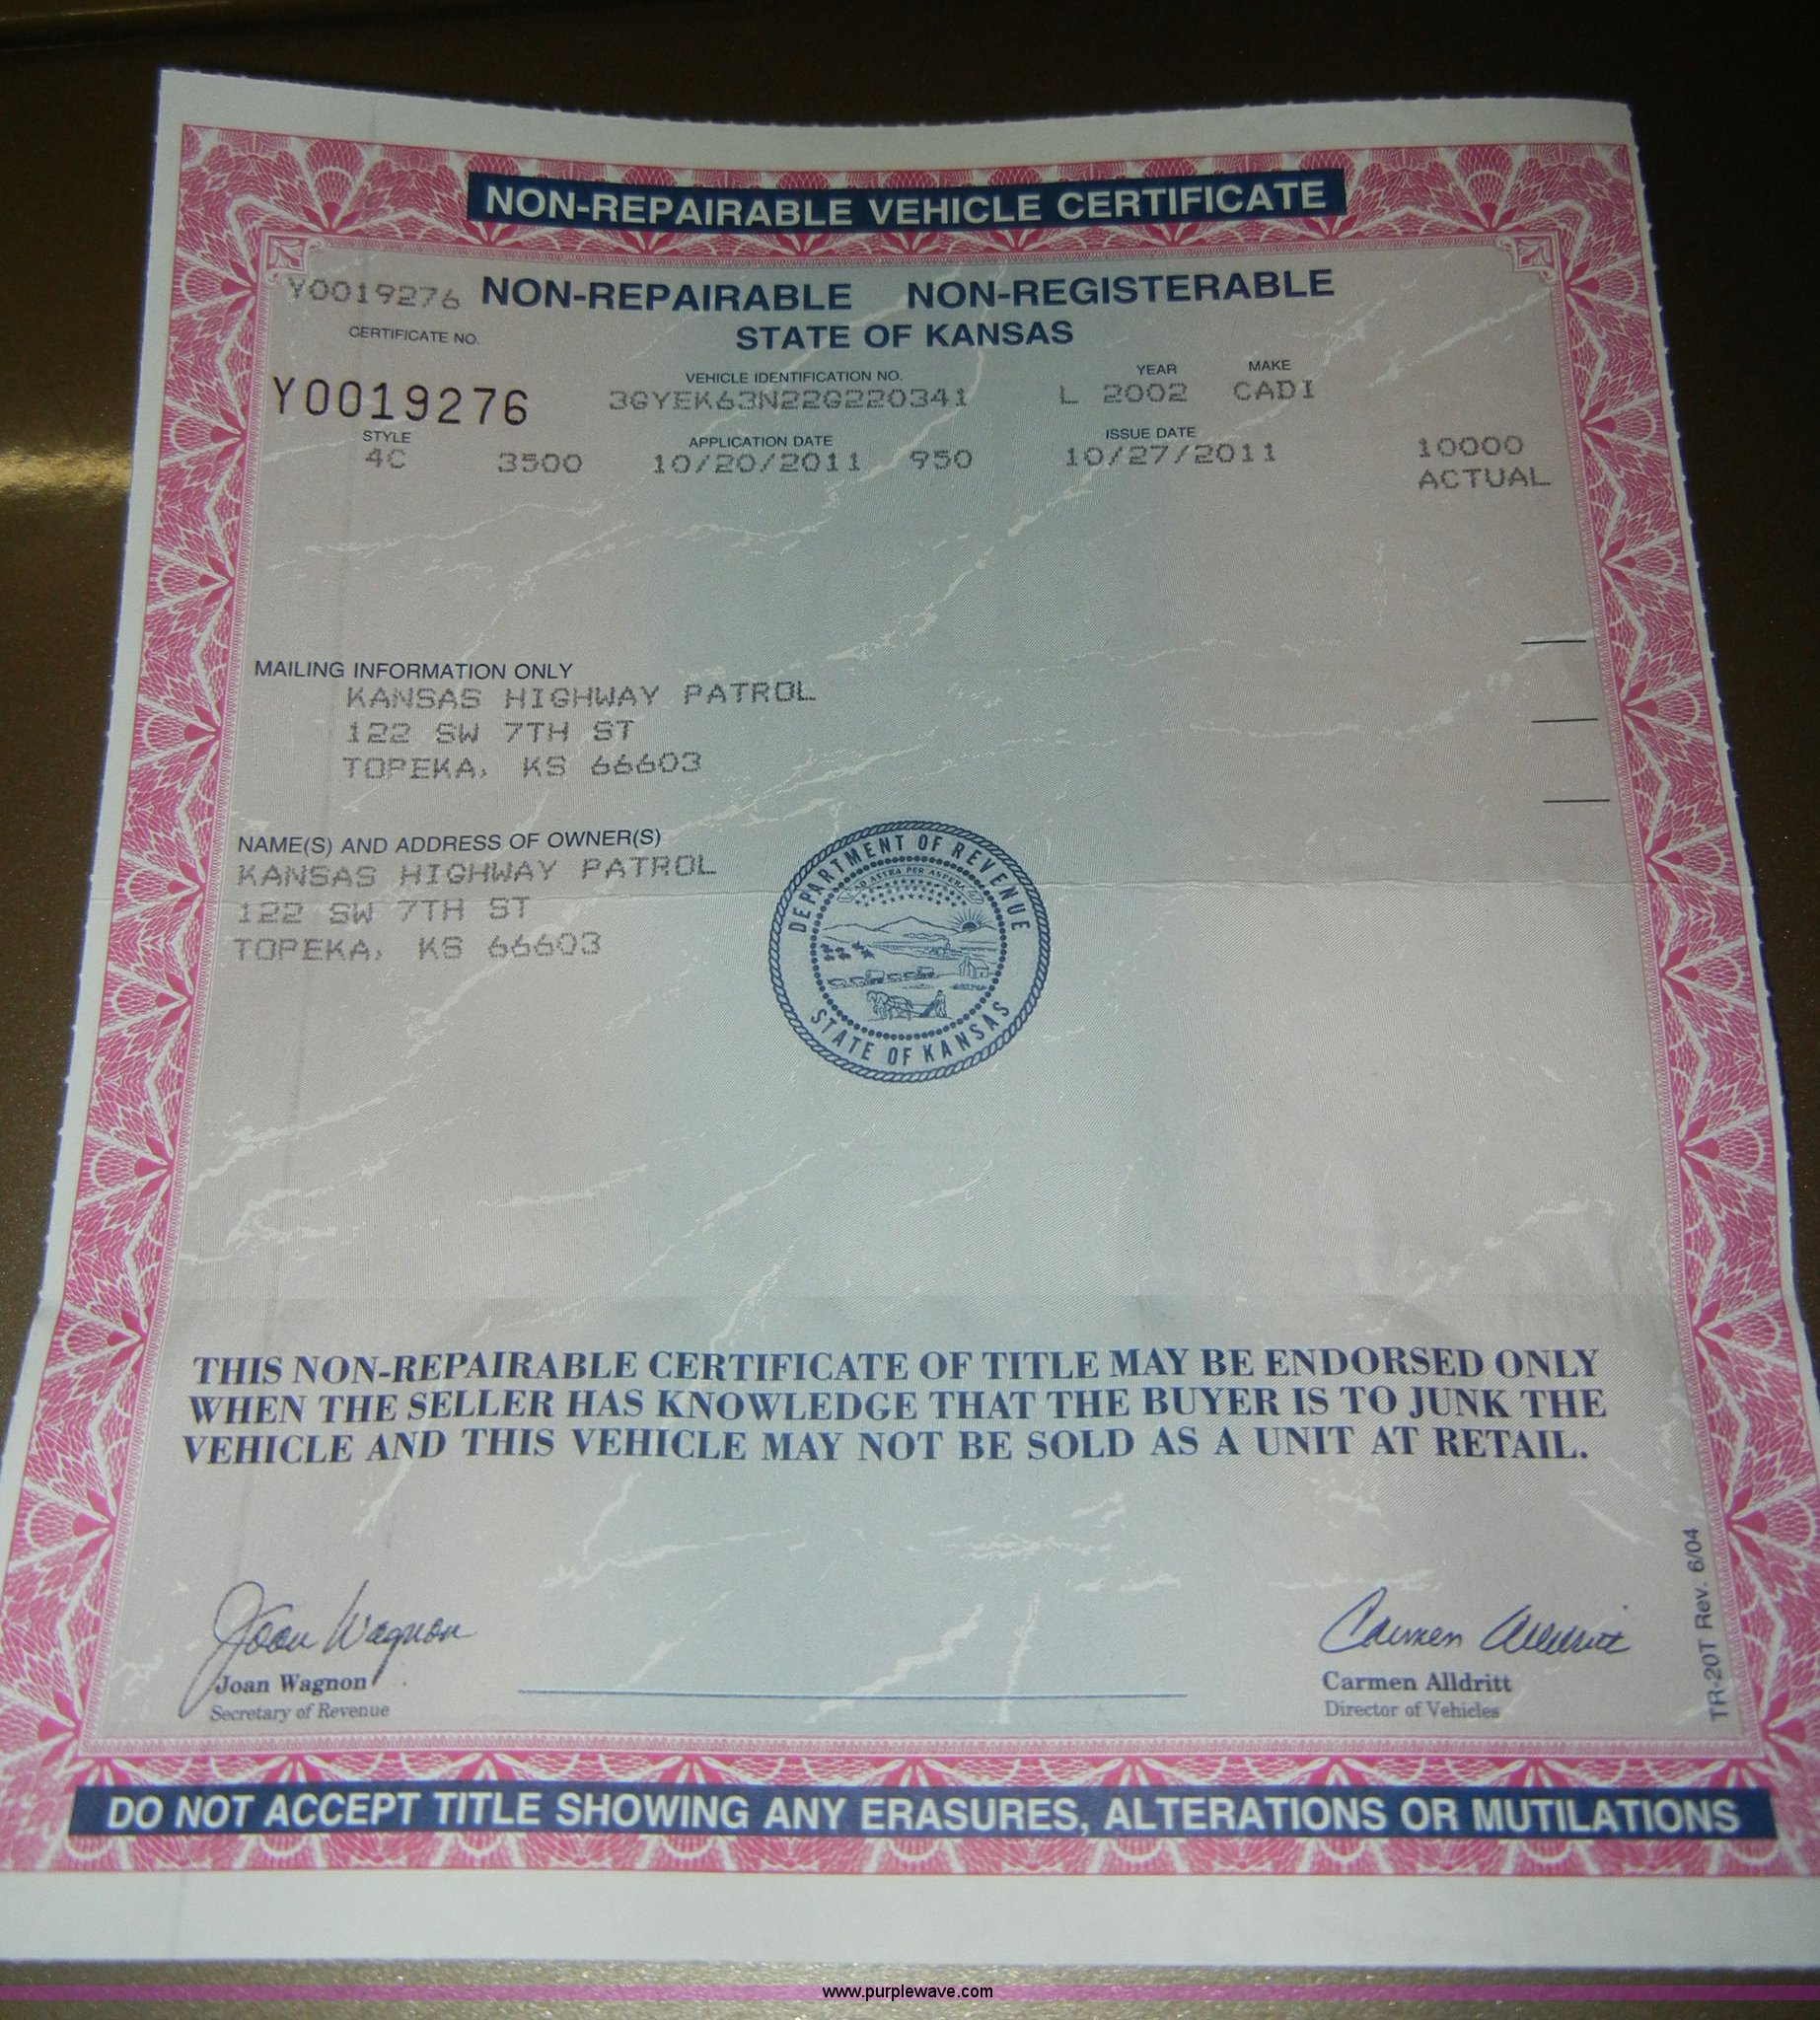 NON-REPAIRABLE VEHICLE CERTIFICATE
Y0019276 NON-REPAIRABLE NON-REGISTERABLE
CERTIFICATE NO.
STATE OF KANSAS
VEHICLE IDENTIFICATION NO. YEAR MAKE
Y0019276 3GYEK63N22G220341 L 2002 CADI
STYLE APPLICATION DATE ISSUE DATE
4C 3500 10/20/2011 950 10/27/2011 10000
ACTUAL
MAILING INFORMATION ONLY
KANSAS HIGHWAY PATROL
122 SW 7TH ST
TOPEKA, KS 66603
NAME(S) AND ADDRESS OF OWNER(S)
KANSAS HIGHWAY PATROL
122 SW 7TH ST
TOPEKA, KS 66603
DEPARTMENT OF REVENUE
AD ASTRA PER ASPERA
STATE OF KANSAS
THIS NON-REPAIRABLE CERTIFICATE OF TITLE MAY BE ENDORSED ONLY
WHEN THE SELLER HAS KNOWLEDGE THAT THE BUYER IS TO JUNK THE
VEHICLE AND THIS VEHICLE MAY NOT BE SOLD AS A UNIT AT RETAIL.
Joan Wagnon Carmen Alldritt
Joan Wagnon Carmen Alldritt
Secretary of Revenue Director of Vehicles
TR-20T Rev. 6/04
DO NOT ACCEPT TITLE SHOWING ANY ERASURES, ALTERATIONS OR MUTILATIONS
www.purplewave.com